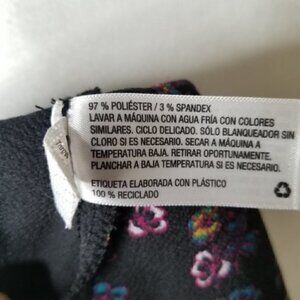 97 % POLIÉSTER / 3 % SPANDEX
LAVAR A MÁQUINA CON AGUA FRÍA CON COLORES
SIMILARES. CICLO DELICADO. SÓLO BLANQUEADOR SIN
CLORO SI ES NECESARIO. SECAR A MÁQUINA A
TEMPERATURA BAJA. RETIRAR OPORTUNAMENTE.
PLANCHAR A BAJA TEMPERATURA SI ES NECESARIO.
ETIQUETA ELABORADA CON PLÁSTICO
100 % RECICLADO